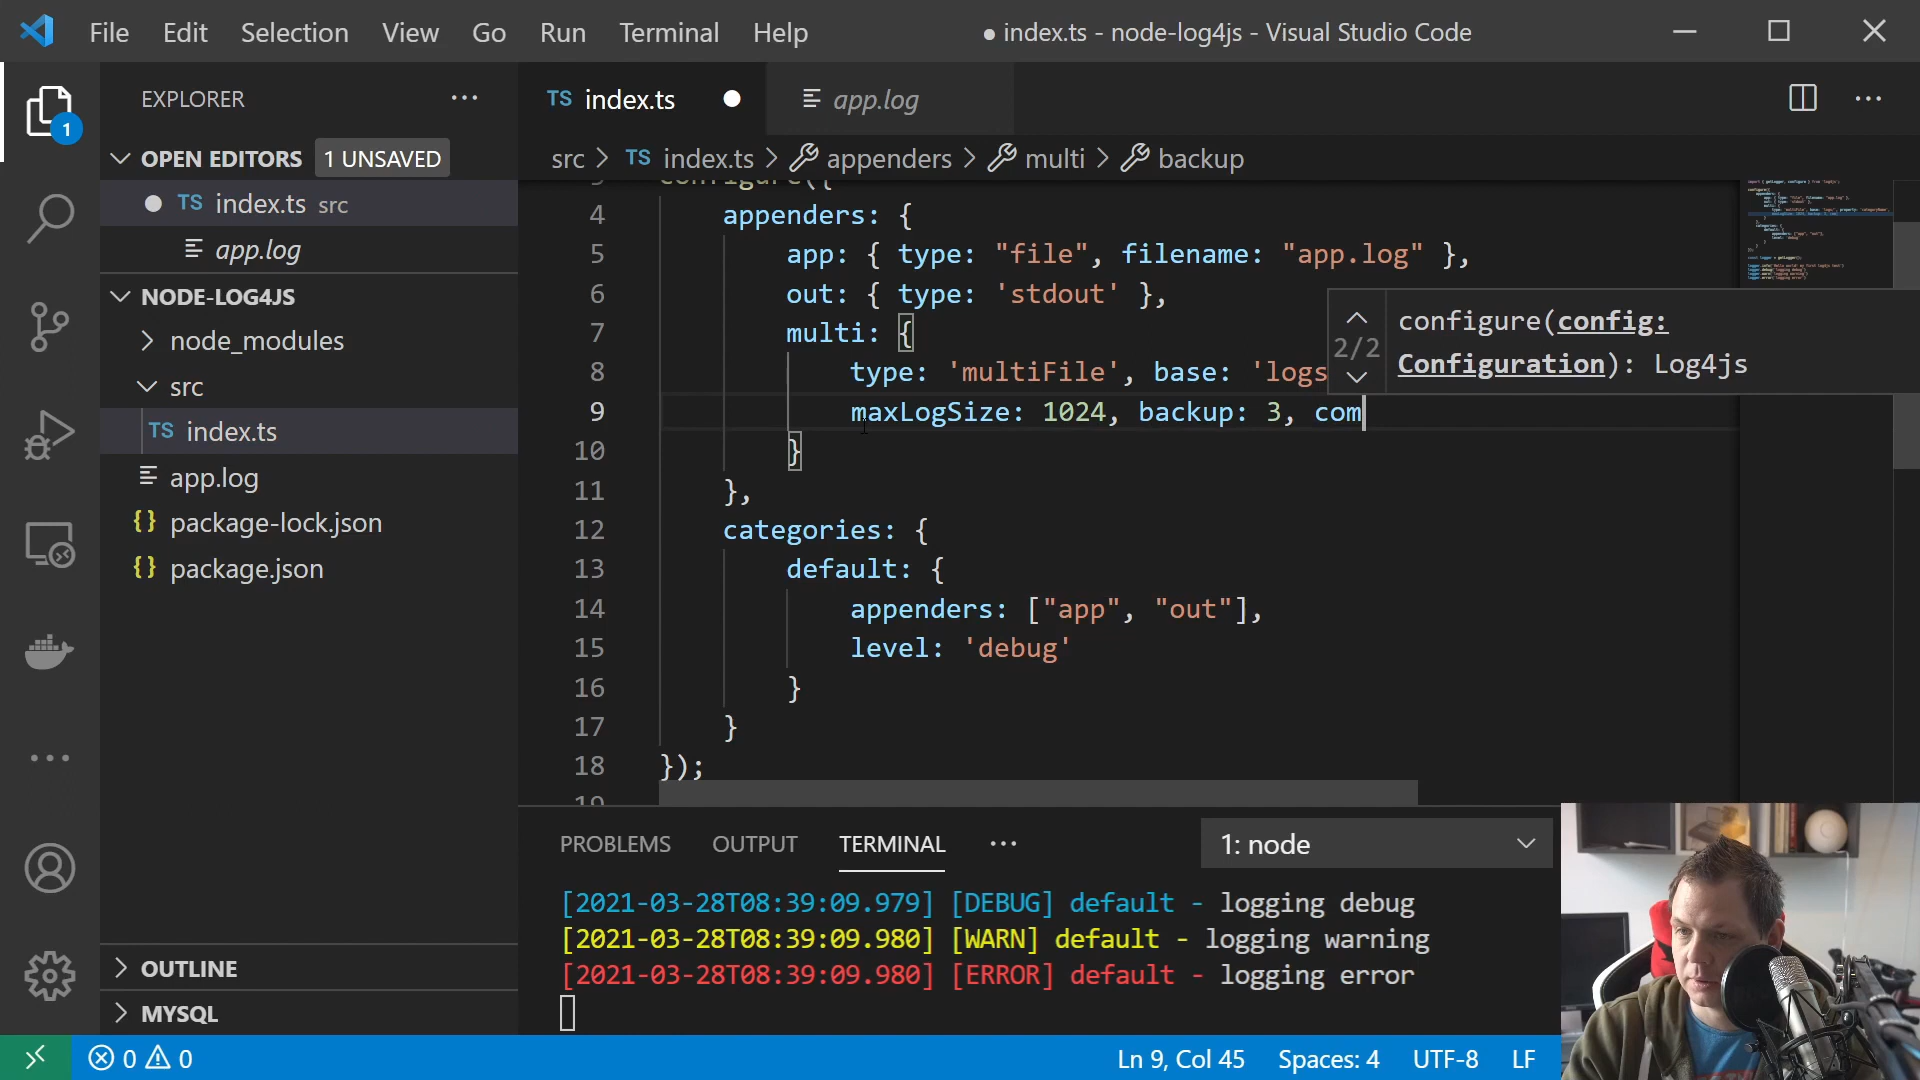 File Edit Selection View Go Run Terminal Help
● index.ts - node-log4js - Visual Studio Code
1
EXPLORER
OPEN EDITORS 1 UNSAVED
TS index.ts src
app.log
NODE-LOG4JS
node_modules
src
TS index.ts
app.log
{} package-lock.json
{} package.json
OUTLINE
MYSQL
TS index.ts
app.log
src > TS index.ts > appenders > multi > backup
4 appenders: {
5 app: { type: "file", filename: "app.log" },
6 out: { type: 'stdout' },
7 multi: {
8 type: 'multiFile', base: 'logs
9 maxLogSize: 1024, backup: 3, com
10 }
11 },
12 categories: {
13 default: {
14 appenders: ["app", "out"],
15 level: 'debug'
16 }
17 }
18 });
2/2
configure(config:
Configuration): Log4js
PROBLEMS OUTPUT TERMINAL
1: node
[2021-03-28T08:39:09.979] [DEBUG] default - logging debug
[2021-03-28T08:39:09.980] [WARN] default - logging warning
[2021-03-28T08:39:09.980] [ERROR] default - logging error
0 0
Ln 9, Col 45 Spaces: 4 UTF-8 LF